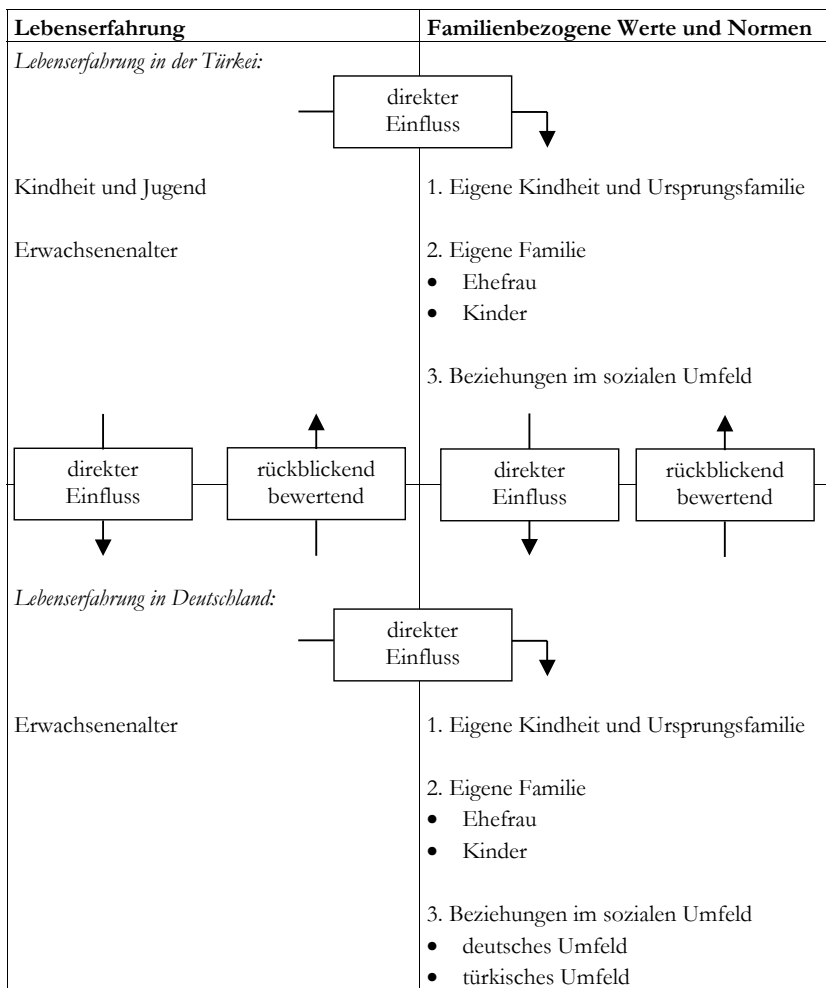 Lebenserfahrung
Familienbezogene Werte und Normen
Lebenserfahrung in der Türkei:
direkter
Einfluss
Kindheit und Jugend
1. Eigene Kindheit und Ursprungsfamilie
Erwachsenenalter
2. Eigene Familie
• Ehefrau
• Kinder
3. Beziehungen im sozialen Umfeld
direkter
Einfluss
rückblickend
bewertend
direkter
Einfluss
rückblickend
bewertend
Lebenserfahrung in Deutschland:
direkter
Einfluss
Erwachsenenalter
1. Eigene Kindheit und Ursprungsfamilie
2. Eigene Familie
• Ehefrau
• Kinder
3. Beziehungen im sozialen Umfeld
• deutsches Umfeld
• türkisches Umfeld